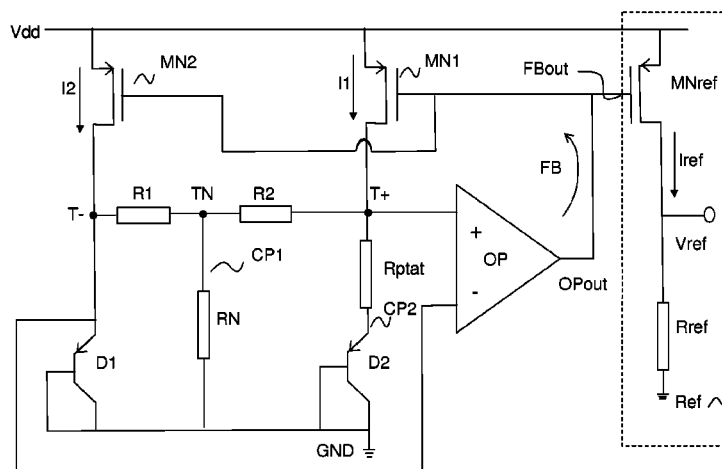 Vdd
MN2
MN1
FBout
MNref
I2
I1
Iref
FB
T-
R1
TN
R2
T+
Vref
CP1
Rptat
+
OP
-
OPout
RN
CP2
Rref
D1
D2
Ref
GND